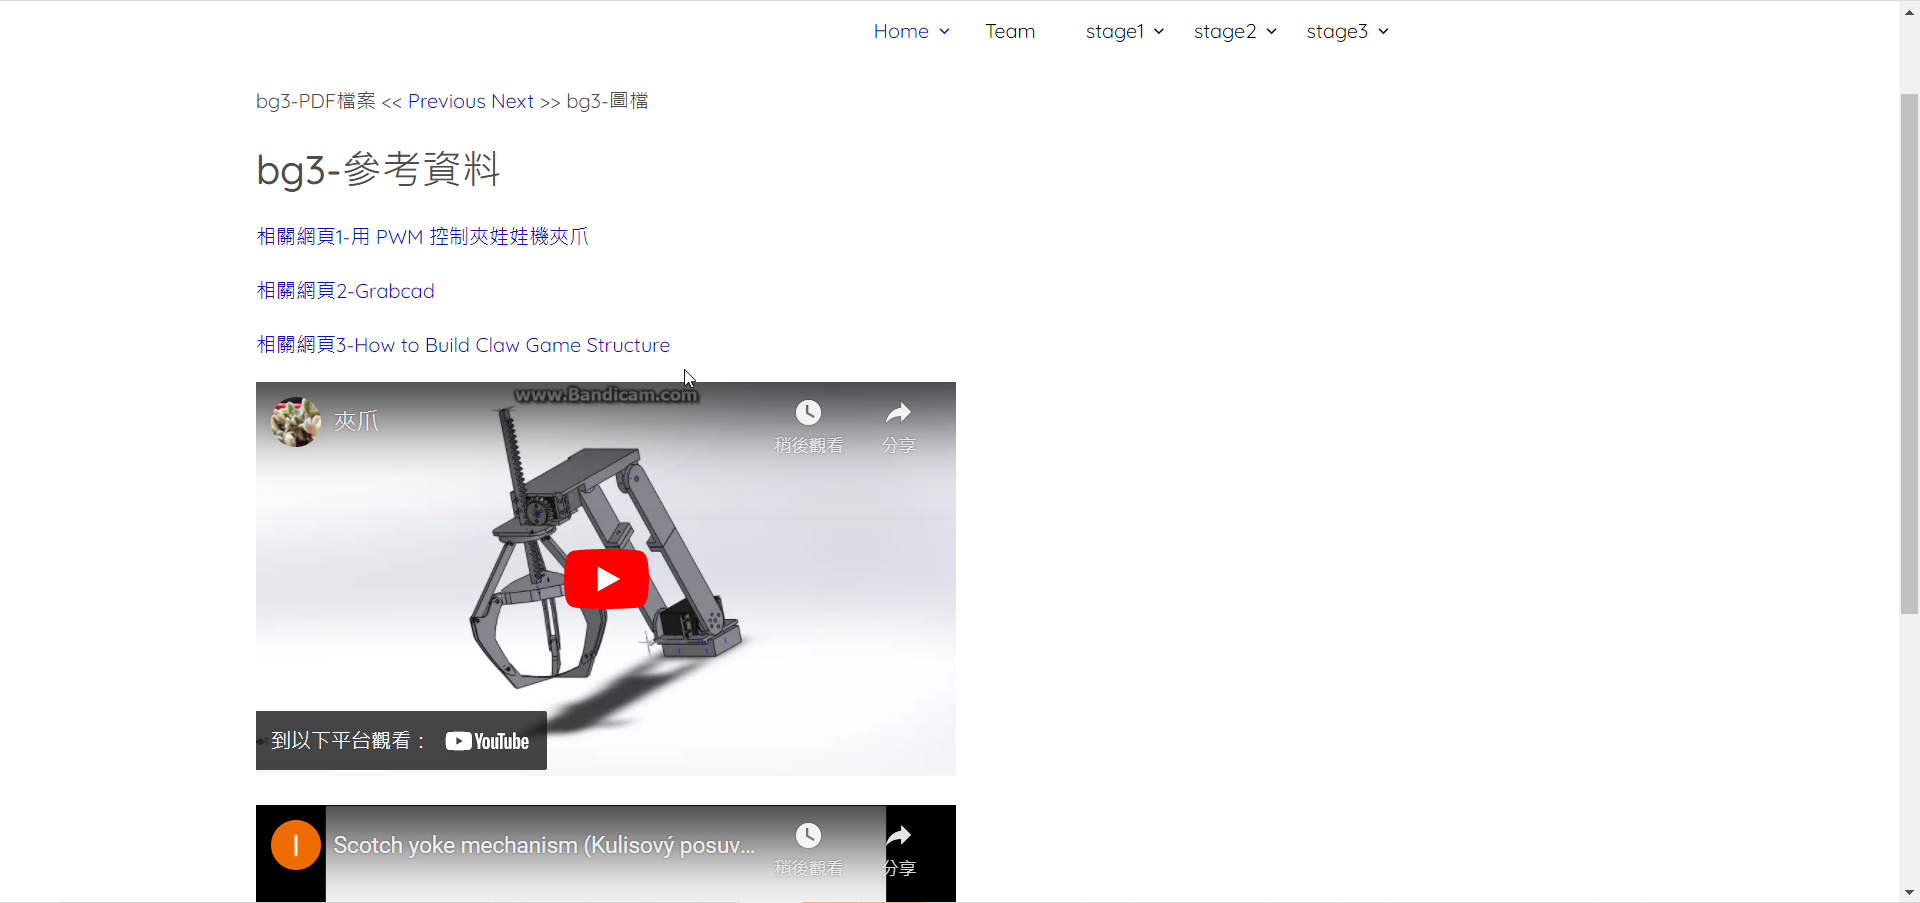 Home Team stage1 stage2 stage3
bg3-PDF檔案 << Previous Next >> bg3-圖檔
bg3-參考資料
相關網頁1-用 PWM 控制夾娃娃機夾爪
相關網頁2-Grabcad
相關網頁3-How to Build Claw Game Structure
www.Bandicam.com
夾爪
稍後觀看 分享
到以下平台觀看： YouTube
I Scotch yoke mechanism (Kulisový posuv...
稍後觀看 分享